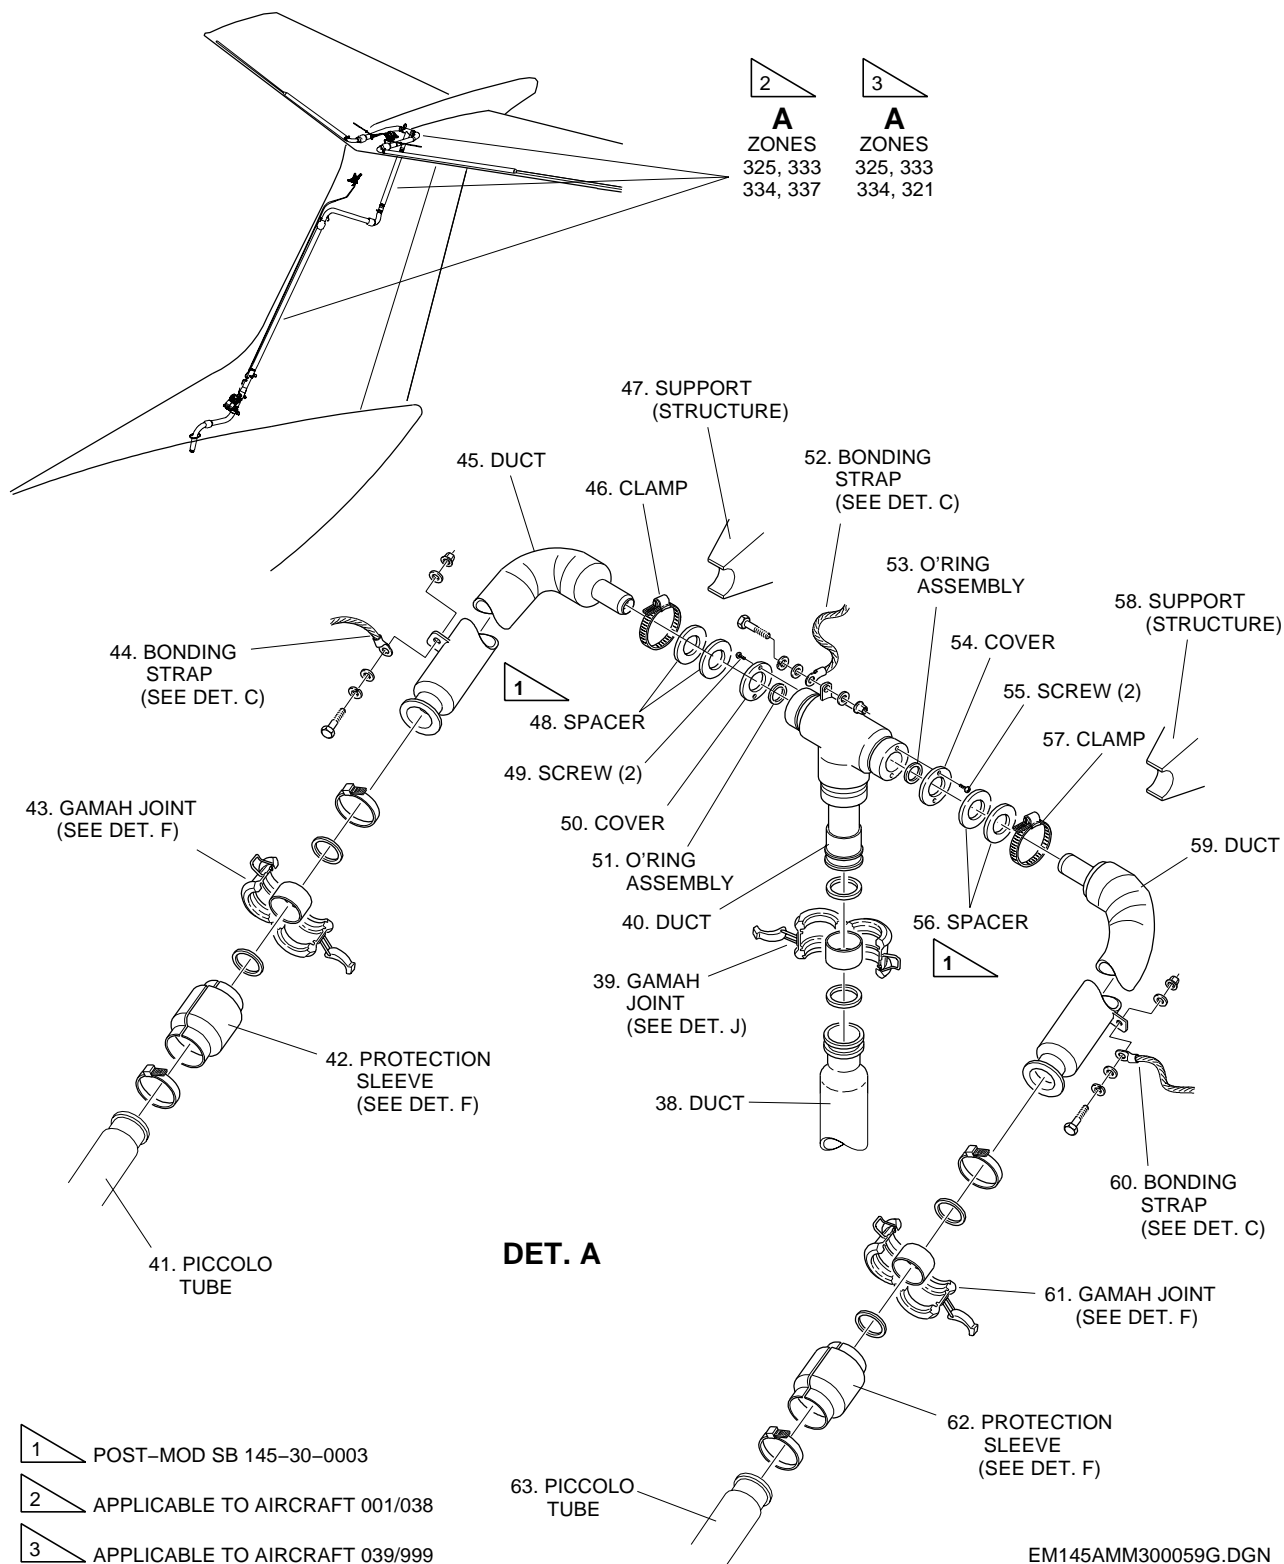 2
3
A
A
ZONES
325, 333
334, 337
ZONES
325, 333
334, 321
47. SUPPORT
(STRUCTURE)
45. DUCT
46. CLAMP
52. BONDING
STRAP
(SEE DET. C)
53. O'RING
ASSEMBLY
58. SUPPORT
(STRUCTURE)
44. BONDING
STRAP
(SEE DET. C)
54. COVER
1
55. SCREW (2)
48. SPACER
57. CLAMP
49. SCREW (2)
43. GAMAH JOINT
(SEE DET. F)
50. COVER
59. DUCT
51. O'RING
ASSEMBLY
40. DUCT
56. SPACER
1
39. GAMAH
JOINT
(SEE DET. J)
42. PROTECTION
SLEEVE
(SEE DET. F)
38. DUCT
60. BONDING
STRAP
(SEE DET. C)
41. PICCOLO
TUBE
DET. A
61. GAMAH JOINT
(SEE DET. F)
62. PROTECTION
SLEEVE
(SEE DET. F)
63. PICCOLO
TUBE
1 POST–MOD SB 145–30–0003
2 APPLICABLE TO AIRCRAFT 001/038
3 APPLICABLE TO AIRCRAFT 039/999
EM145AMM300059G.DGN